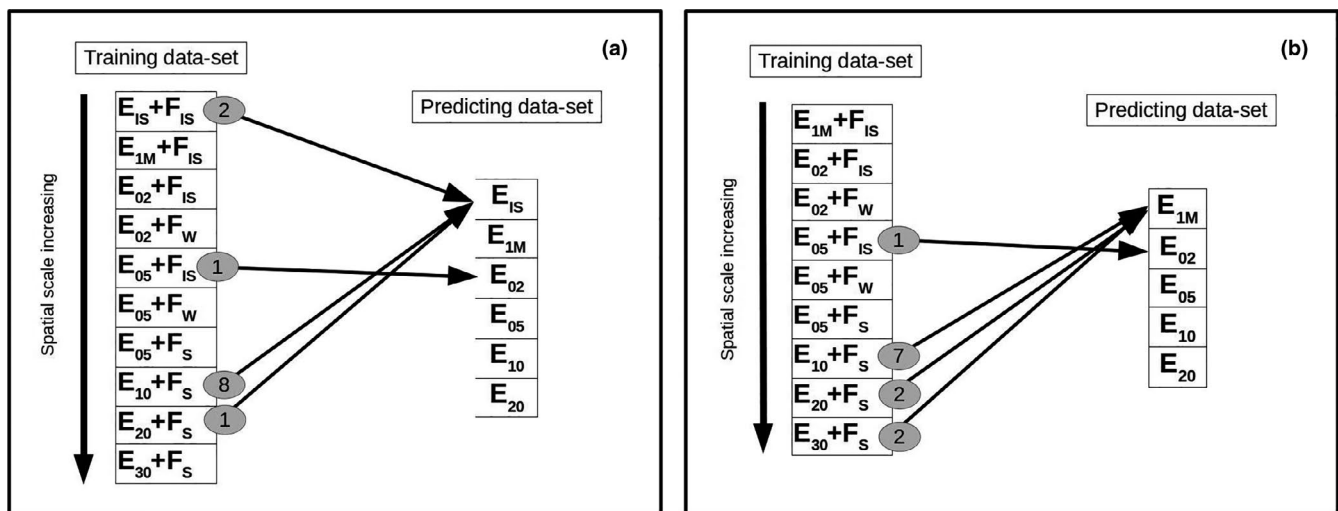 (a)
Training data-set
Predicting data-set
Spatial scale increasing
E_IS+F_IS 2
E_1M+F_IS
E_02+F_IS
E_02+F_W
E_05+F_IS 1
E_05+F_W
E_05+F_S
E_10+F_S 8
E_20+F_S 1
E_30+F_S
E_IS
E_1M
E_02
E_05
E_10
E_20
(b)
Training data-set
Predicting data-set
Spatial scale increasing
E_1M+F_IS
E_02+F_IS
E_02+F_W
E_05+F_IS 1
E_05+F_W
E_05+F_S
E_10+F_S 7
E_20+F_S 2
E_30+F_S 2
E_1M
E_02
E_05
E_10
E_20